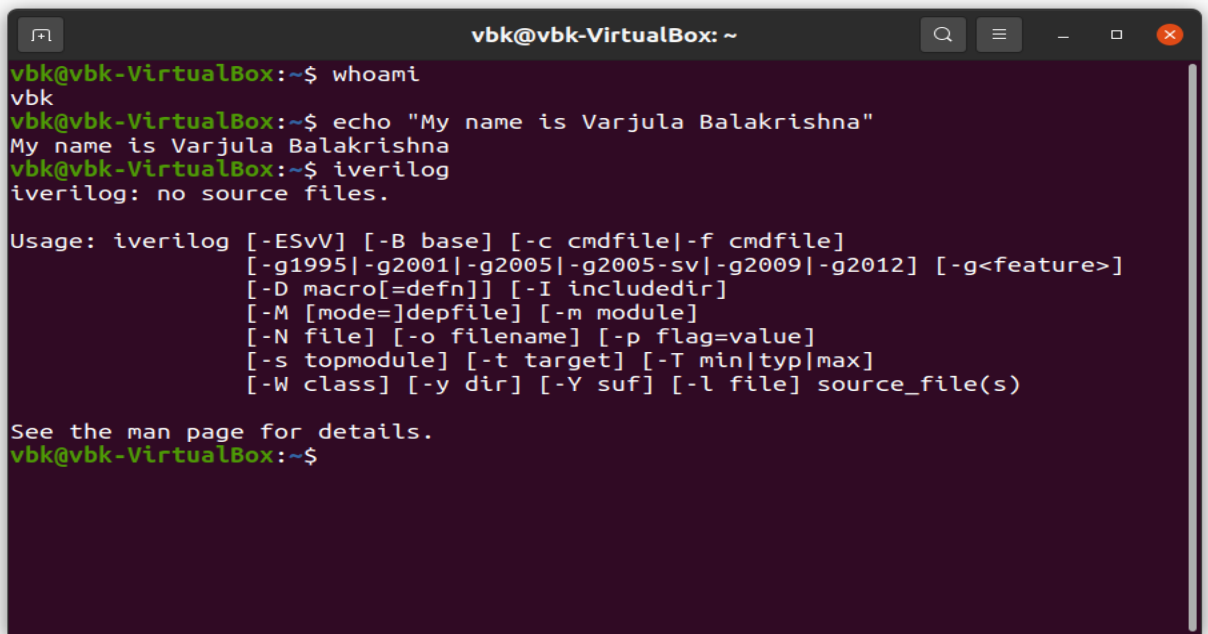 vbk@vbk-VirtualBox: ~
vbk@vbk-VirtualBox:~$ whoami
vbk
vbk@vbk-VirtualBox:~$ echo "My name is Varjula Balakrishna"
My name is Varjula Balakrishna
vbk@vbk-VirtualBox:~$ iverilog
iverilog: no source files.

Usage: iverilog [-ESvV] [-B base] [-c cmdfile|-f cmdfile]
                [-g1995|-g2001|-g2005|-g2005-sv|-g2009|-g2012] [-g<feature>]
                [-D macro[=defn]] [-I includedir]
                [-M [mode=]depfile] [-m module]
                [-N file] [-o filename] [-p flag=value]
                [-s topmodule] [-t target] [-T min|typ|max]
                [-W class] [-y dir] [-Y suf] [-l file] source_file(s)

See the man page for details.
vbk@vbk-VirtualBox:~$